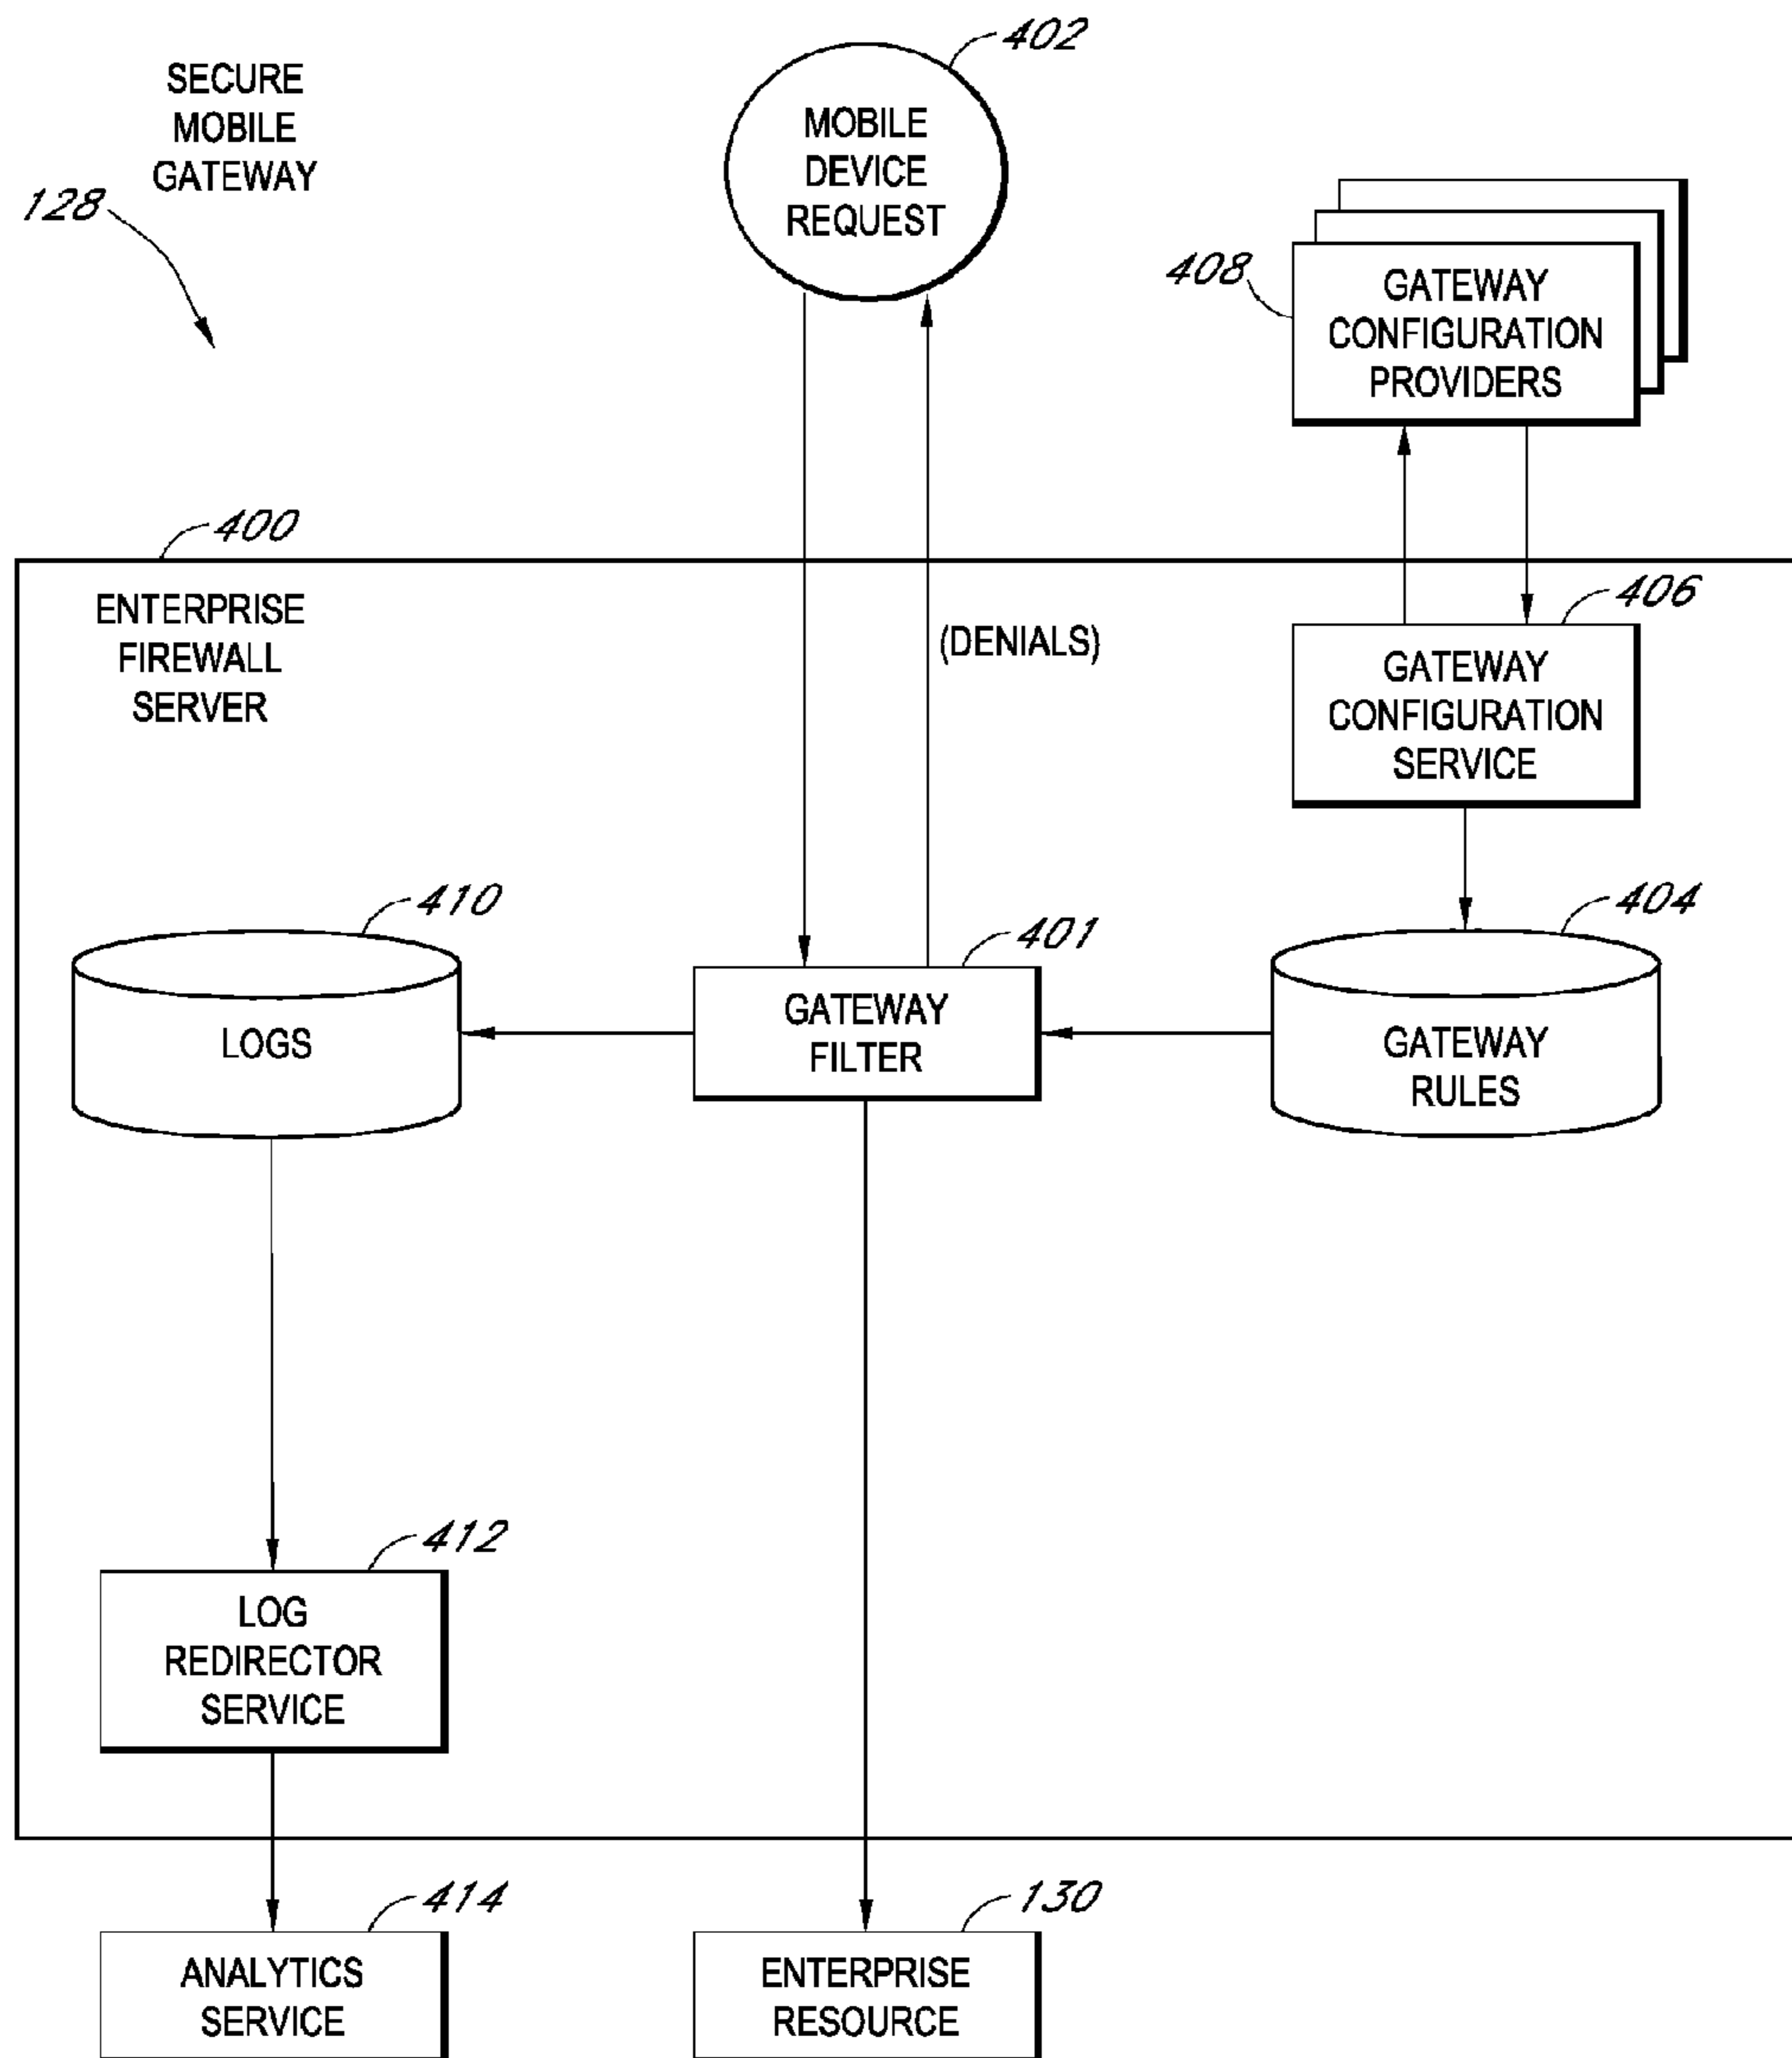 402
SECURE
MOBILE
GATEWAY
128
MOBILE
DEVICE
REQUEST
408
GATEWAY
CONFIGURATION
PROVIDERS
400
ENTERPRISE
FIREWALL
SERVER
(DENIALS)
406
GATEWAY
CONFIGURATION
SERVICE
410
LOGS
401
GATEWAY
FILTER
404
GATEWAY
RULES
412
LOG
REDIRECTOR
SERVICE
414
ANALYTICS
SERVICE
130
ENTERPRISE
RESOURCE